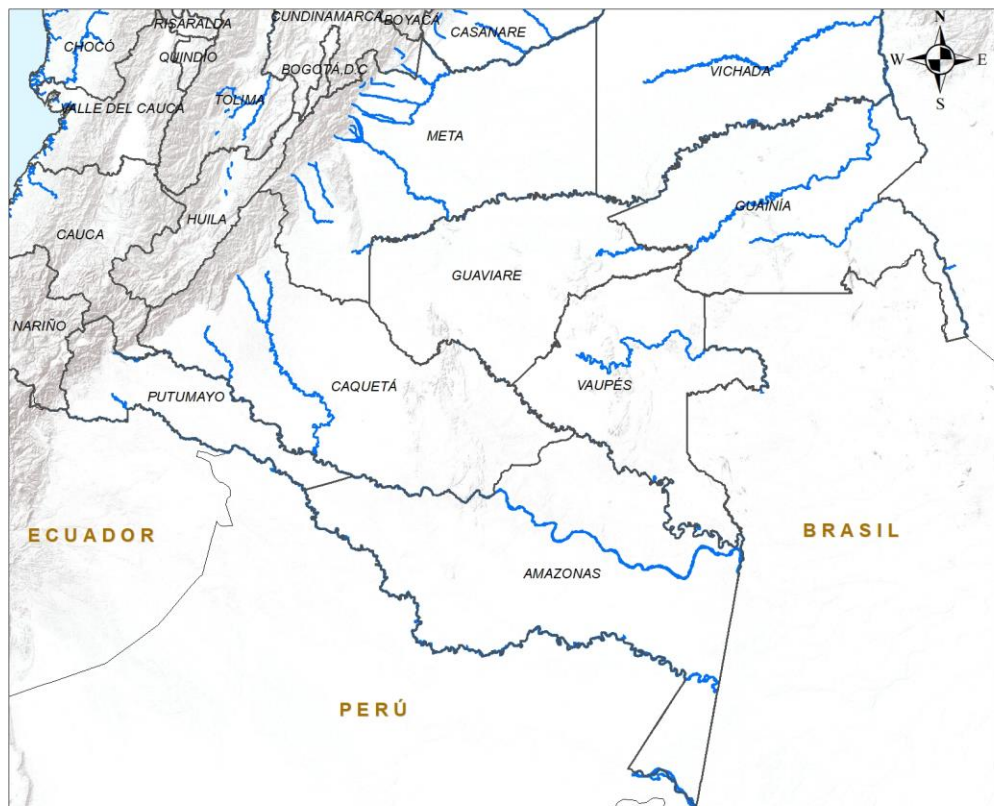 CUNDINAMARCA
BOYACÁ
N
RISARALDA
CASANARE
CHOCÓ
QUINDIO
W
E
BOGOTÁ D.C
VICHADA
TOLIMA
VALLE DEL CAUCA
S
META
GUAINÍA
HUILA
CAUCA
GUAVIARE
NARIÑO
CAQUETÁ
VAUPÉS
PUTUMAYO
ECUADOR
BRASIL
AMAZONAS
PERÚ